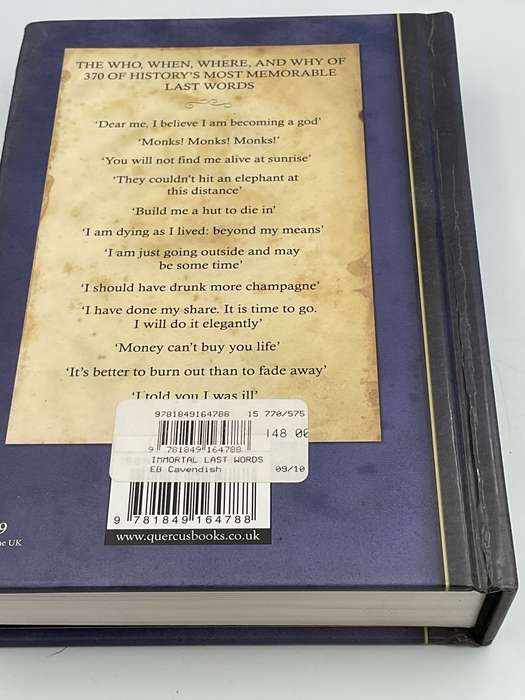 THE WHO, WHEN, WHERE, AND WHY OF
370 OF HISTORY'S MOST MEMORABLE
LAST WORDS
‘Dear me, I believe I am becoming a god’
‘Monks! Monks! Monks!’
‘You will not find me alive at sunrise’
‘They couldn't hit an elephant at
this distance’
‘Build me a hut to die in’
‘I am dying as I lived: beyond my means’
‘I am just going outside and may
be some time’
‘I should have drunk more champagne’
‘I have done my share. It is time to go.
I will do it elegantly’
‘Money can't buy you life’
‘It's better to burn out than to fade away’
‘I told you I was ill’
9781849164788 15 770/575
148 00
9 781849 164788
IMMORTAL LAST WORDS
EB Cavendish 09/10
9 781849 164788
www.quercusbooks.co.uk
9
UK